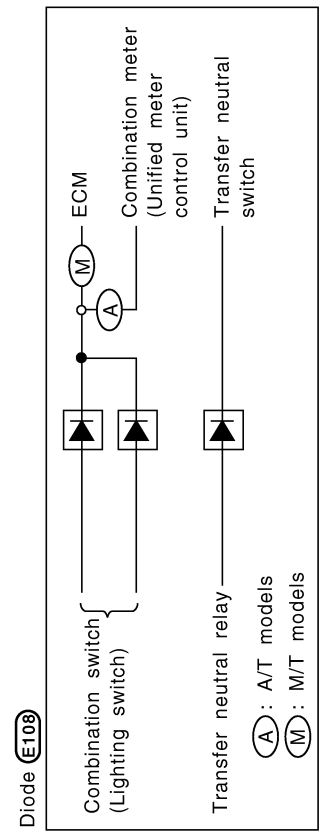 Diode E108
Combination switch
(Lighting switch)
M
ECM
A
Combination meter
(Unified meter
control unit)
Transfer neutral relay
Transfer neutral
switch
A : A/T models
M : M/T models